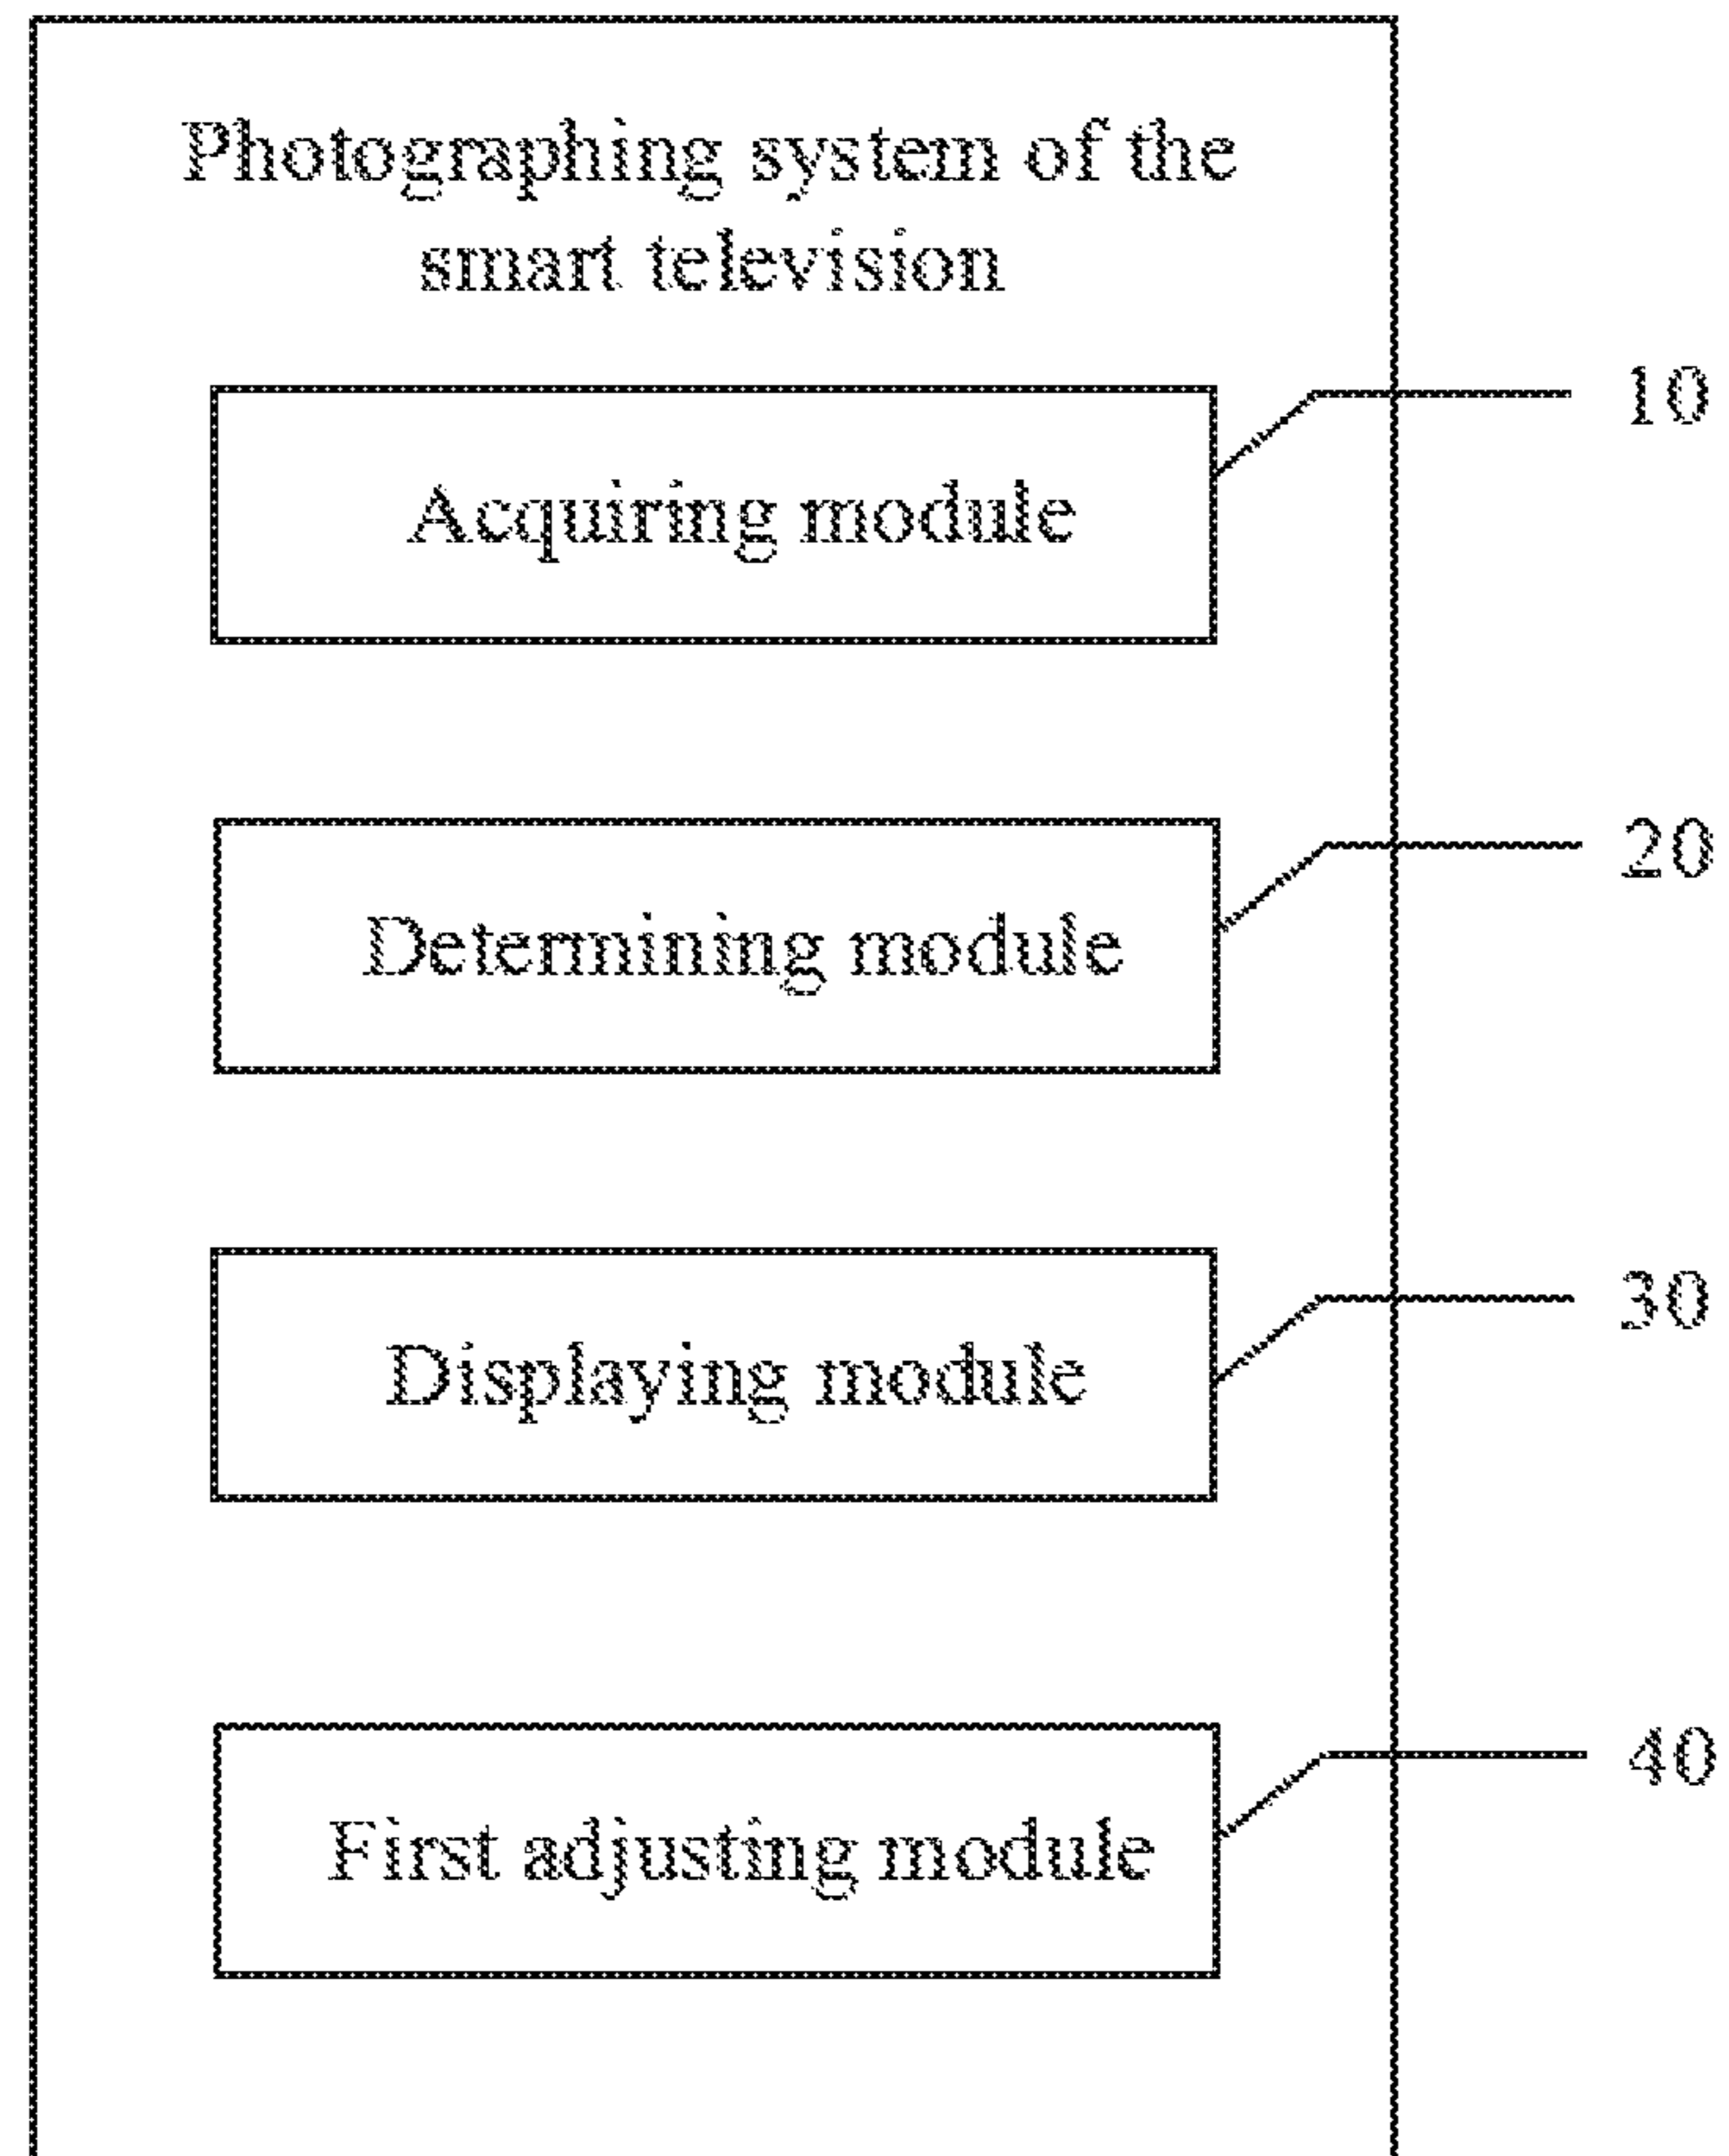 Photographing system of the
smart television
10
Acquiring module
20
Determining module
30
Displaying module
40
First adjusting module